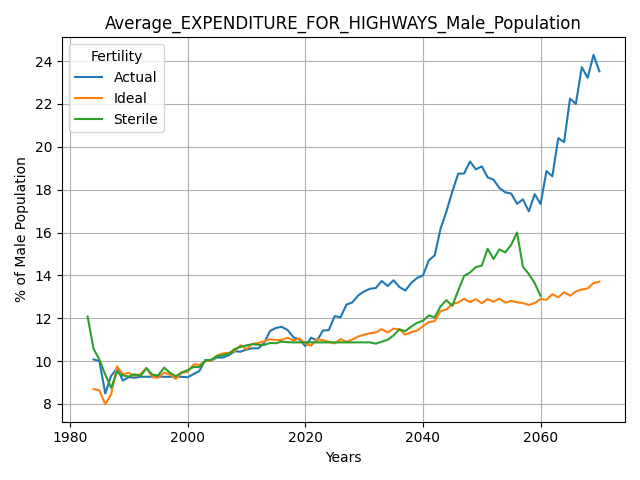 Average_EXPENDITURE_FOR_HIGHWAYS_Male_Population
Fertility
Actual
Ideal
Sterile
% of Male Population
24
22
20
18
16
14
12
10
8
1980
2000
2020
2040
2060
Years